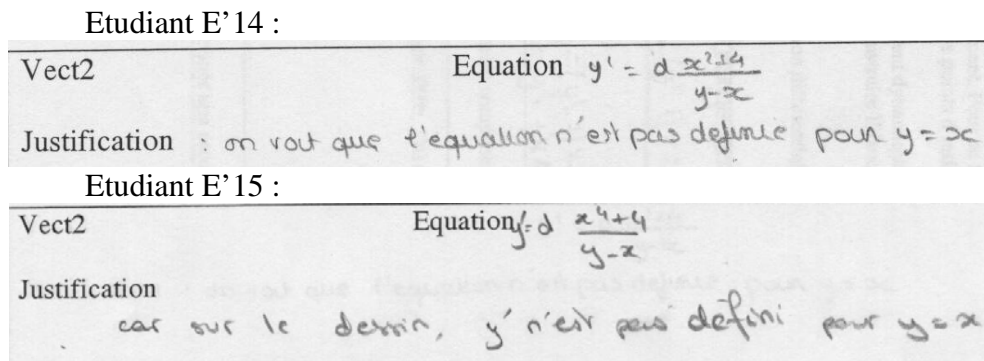 Etudiant E'14 :
Vect2 Equation y' = d x²+4 / y-x
Justification : on voit que l'equation n'est pas definie pour y = x
Etudiant E'15 :
Vect2 Equation y' = d x⁴+4 / y-x
Justification
car sur le dessin, y' n'est pas défini pour y = x